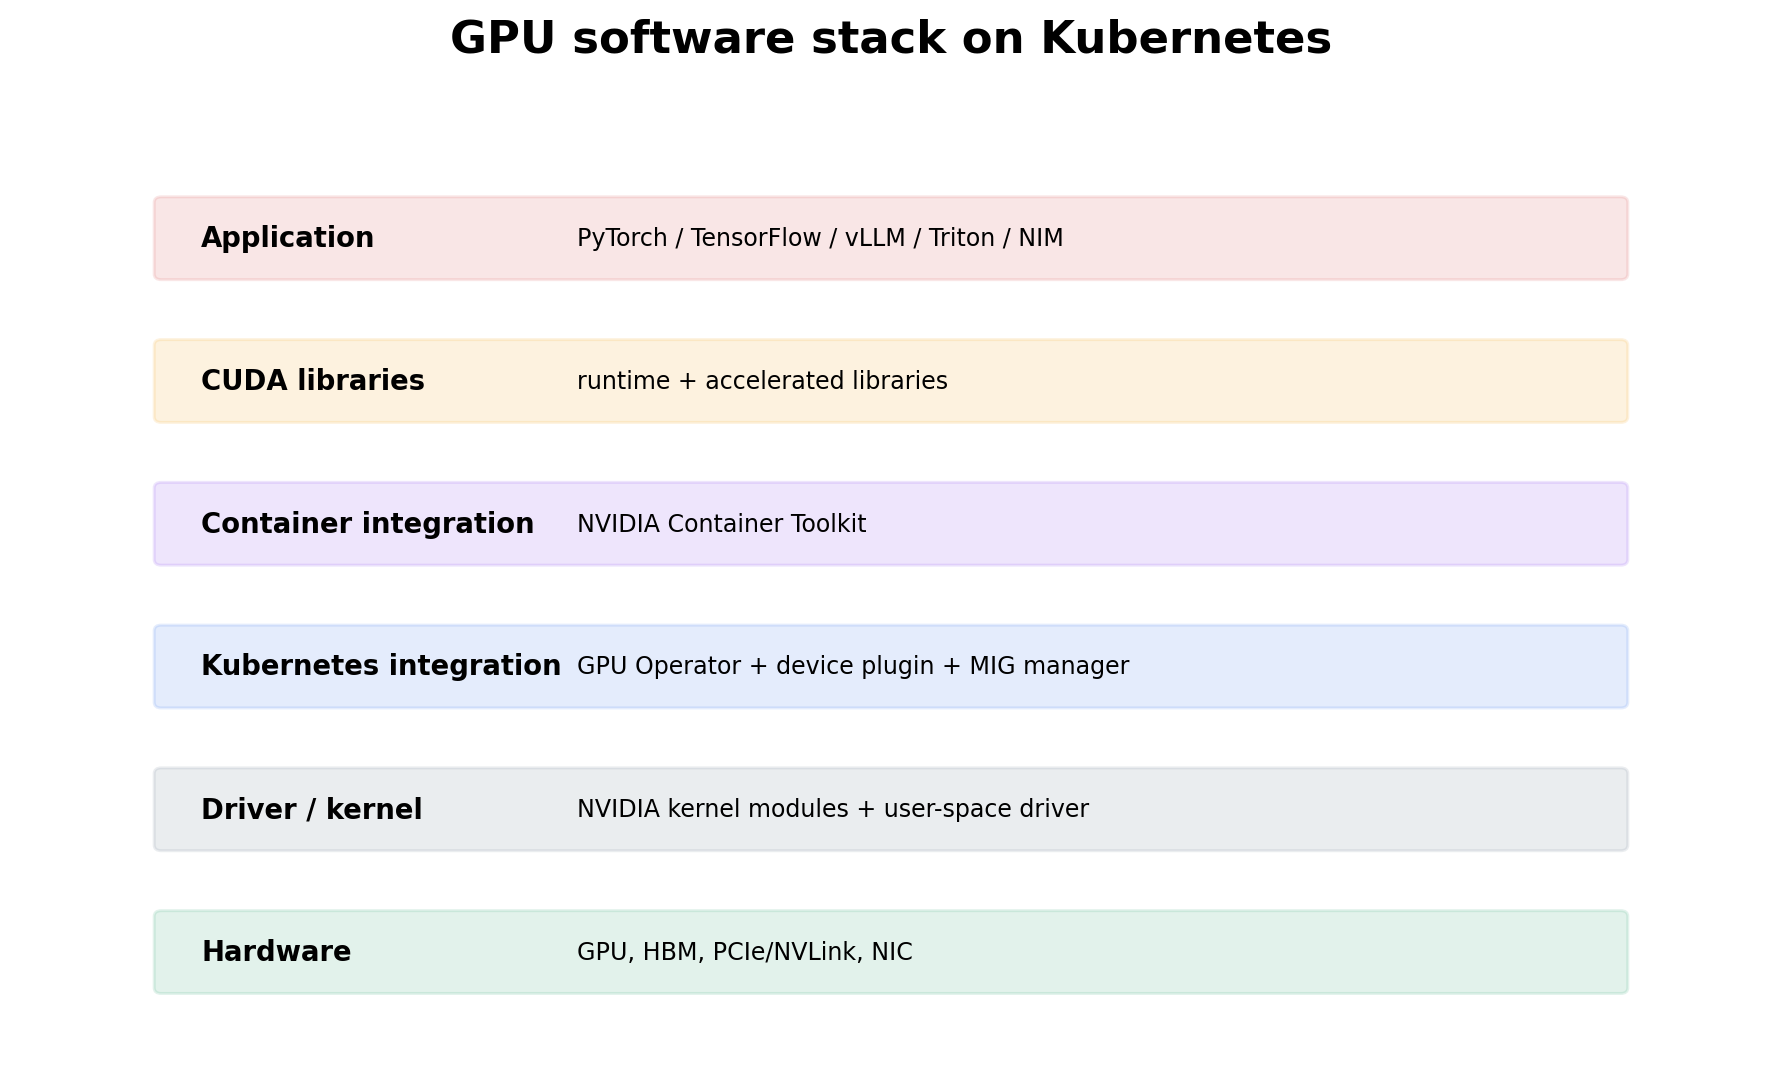 GPU software stack on Kubernetes
Application PyTorch / TensorFlow / vLLM / Triton / NIM
CUDA libraries runtime + accelerated libraries
Container integration NVIDIA Container Toolkit
Kubernetes integration GPU Operator + device plugin + MIG manager
Driver / kernel NVIDIA kernel modules + user-space driver
Hardware GPU, HBM, PCIe/NVLink, NIC